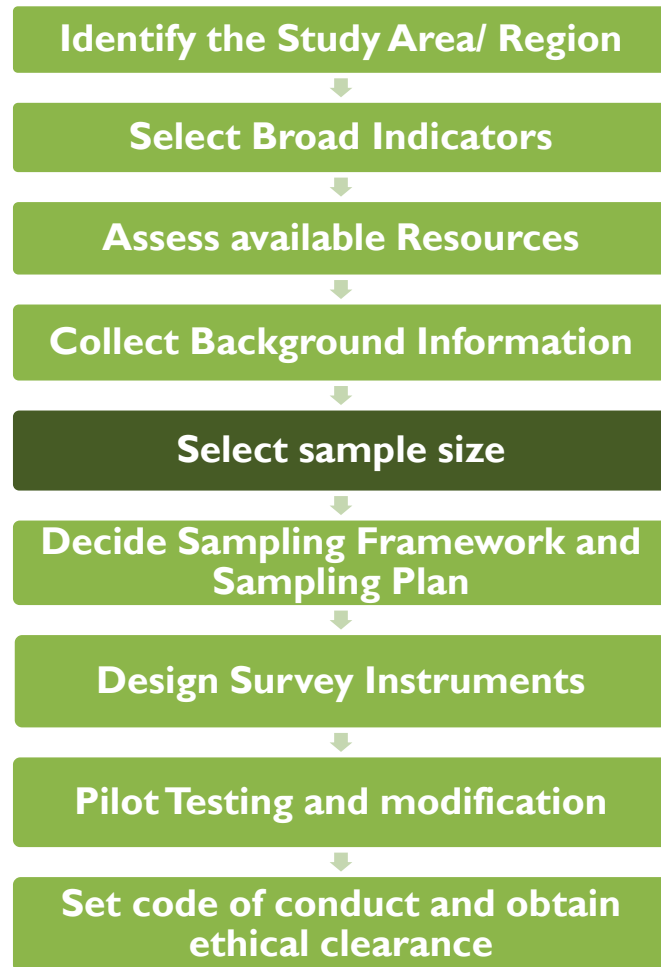 Identify the Study Area/ Region
Select Broad Indicators
Assess available Resources
Collect Background Information
Select sample size
Decide Sampling Framework and
Sampling Plan
Design Survey Instruments
Pilot Testing and modification
Set code of conduct and obtain
ethical clearance